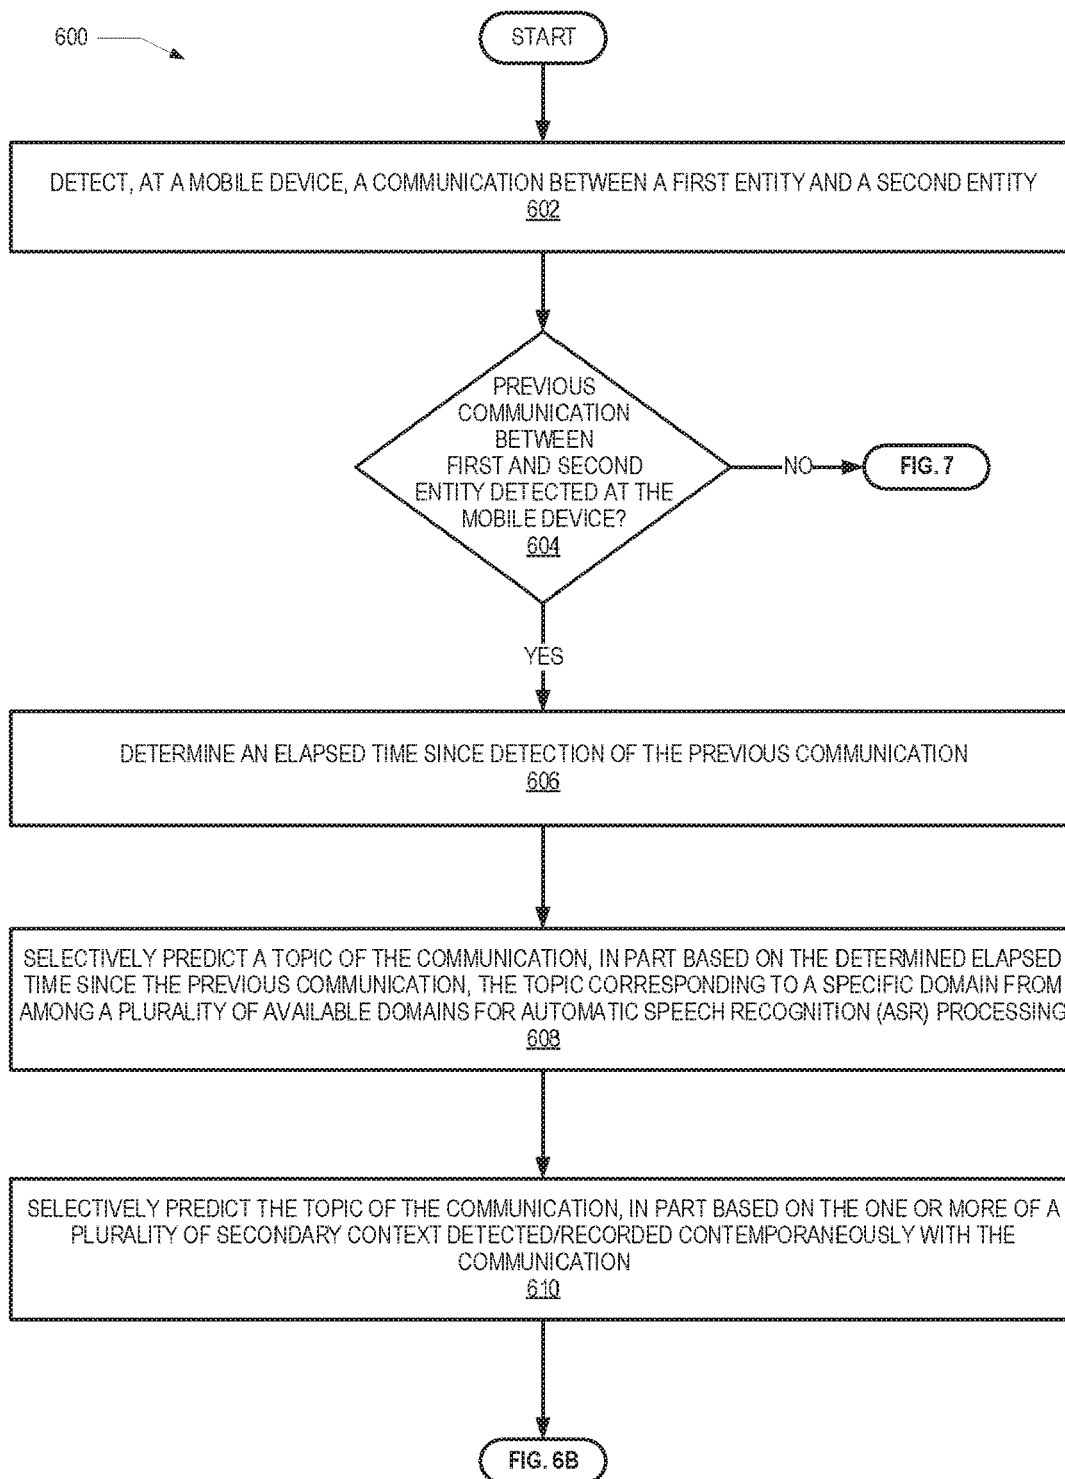 600
START
DETECT, AT A MOBILE DEVICE, A COMMUNICATION BETWEEN A FIRST ENTITY AND A SECOND ENTITY
602
PREVIOUS
COMMUNICATION
BETWEEN
FIRST AND SECOND
ENTITY DETECTED AT THE
MOBILE DEVICE?
604
NO
FIG. 7
YES
DETERMINE AN ELAPSED TIME SINCE DETECTION OF THE PREVIOUS COMMUNICATION
606
SELECTIVELY PREDICT A TOPIC OF THE COMMUNICATION, IN PART BASED ON THE DETERMINED ELAPSED
TIME SINCE THE PREVIOUS COMMUNICATION, THE TOPIC CORRESPONDING TO A SPECIFIC DOMAIN FROM
AMONG A PLURALITY OF AVAILABLE DOMAINS FOR AUTOMATIC SPEECH RECOGNITION (ASR) PROCESSING
608
SELECTIVELY PREDICT THE TOPIC OF THE COMMUNICATION, IN PART BASED ON THE ONE OR MORE OF A
PLURALITY OF SECONDARY CONTEXT DETECTED/RECORDED CONTEMPORANEOUSLY WITH THE
COMMUNICATION
610
FIG. 6B